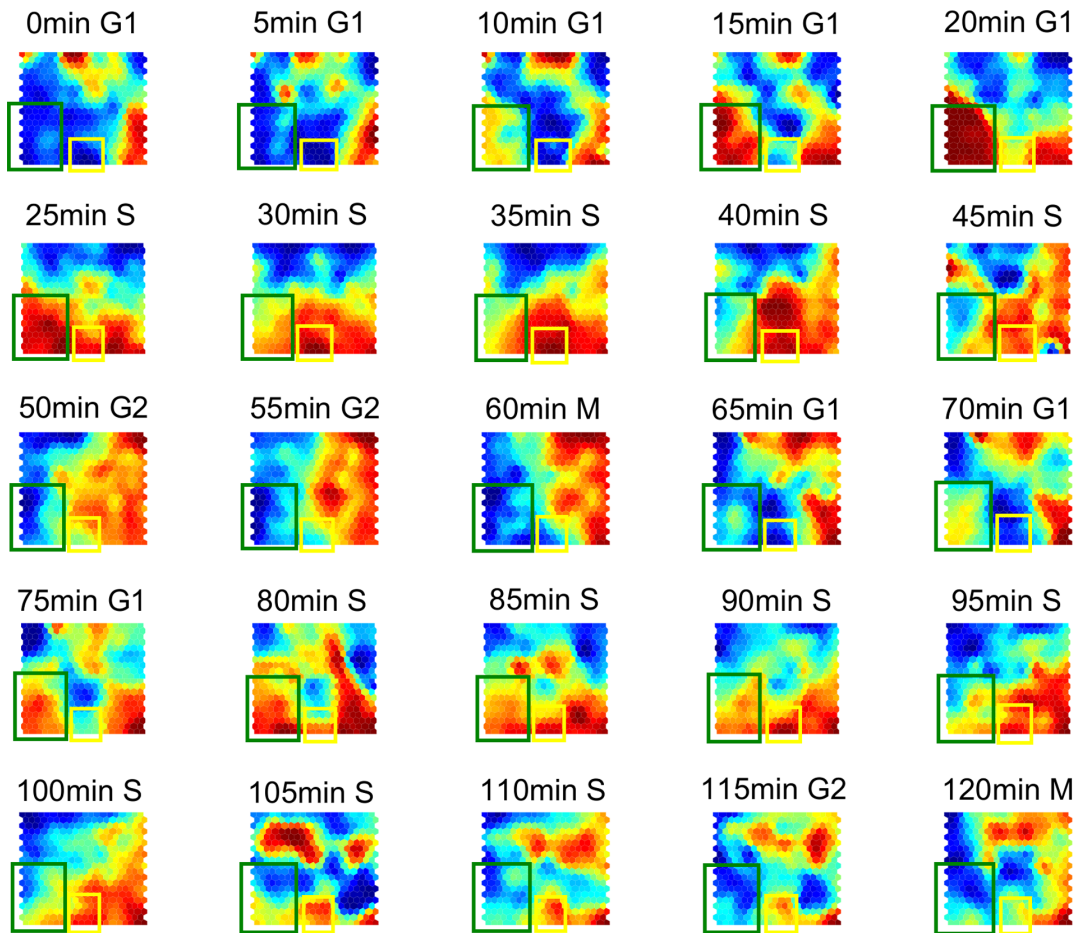 0min G1 5min G1 10min G1 15min G1 20min G1
25min S 30min S 35min S 40min S 45min S
50min G2 55min G2 60min M 65min G1 70min G1
75min G1 80min S 85min S 90min S 95min S
100min S 105min S 110min S 115min G2 120min M